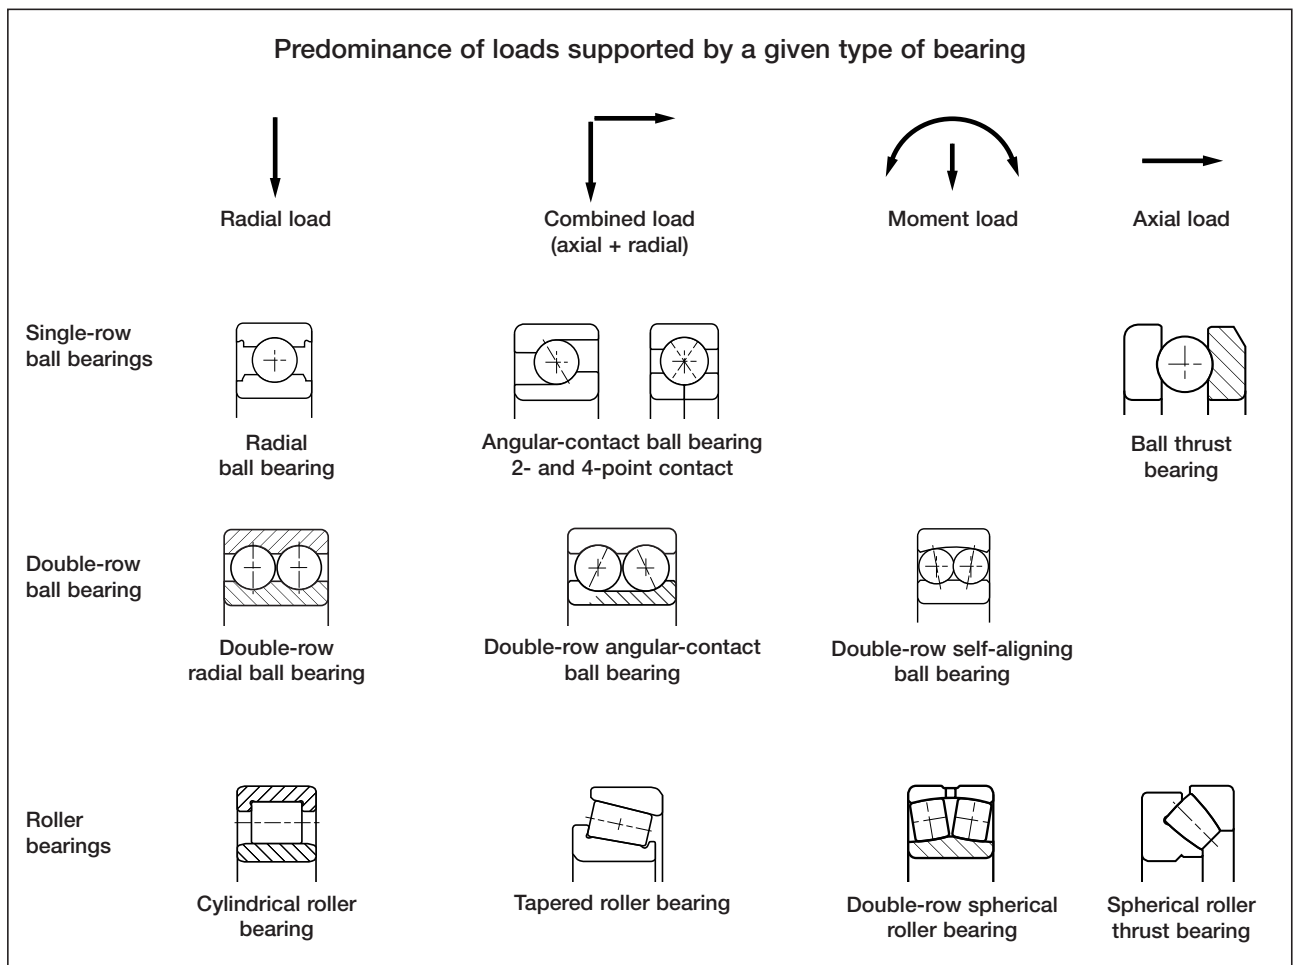 Predominance of loads supported by a given type of bearing
Radial load
Combined load
(axial + radial)
Moment load
Axial load
Single-row
ball bearings
Radial
ball bearing
Angular-contact ball bearing
2- and 4-point contact
Ball thrust
bearing
Double-row
ball bearing
Double-row
radial ball bearing
Double-row angular-contact
ball bearing
Double-row self-aligning
ball bearing
Roller
bearings
Cylindrical roller
bearing
Tapered roller bearing
Double-row spherical
roller bearing
Spherical roller
thrust bearing